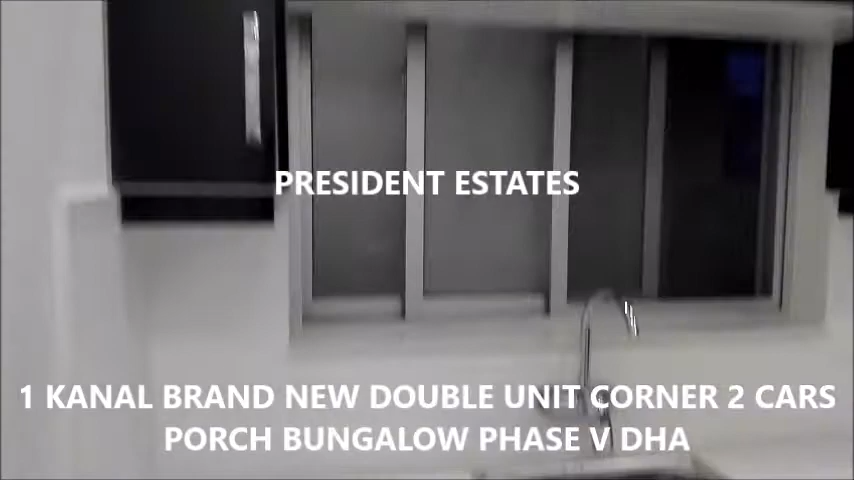 PRESIDENT ESTATES
1 KANAL BRAND NEW DOUBLE UNIT CORNER 2 CARS
PORCH BUNGALOW PHASE V DHA